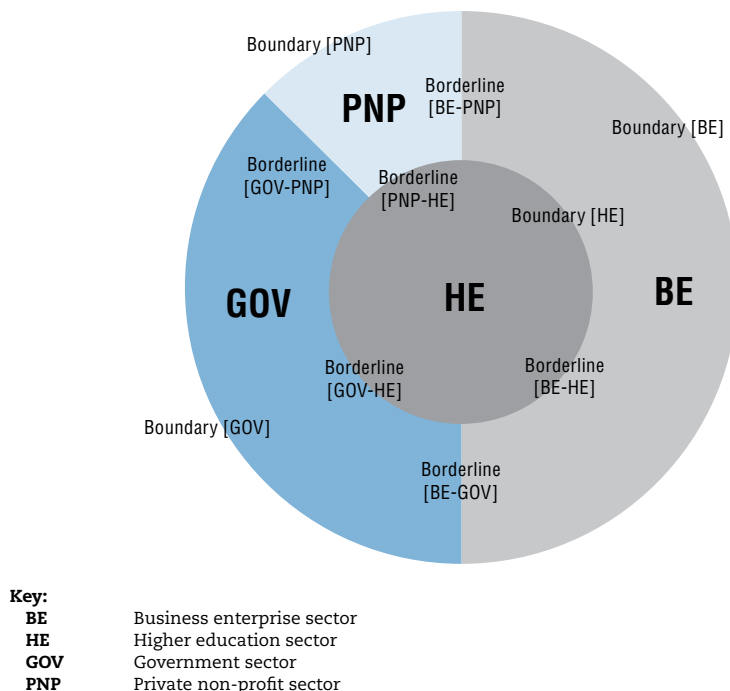 Boundary [PNP]
Borderline
[BE-PNP]
PNP
Boundary [BE]
Borderline
[GOV-PNP]
Borderline
[PNP-HE]
Boundary [HE]
GOV
HE
BE
Borderline
[GOV-HE]
Borderline
[BE-HE]
Boundary [GOV]
Borderline
[BE-GOV]
Key:
BE Business enterprise sector
HE Higher education sector
GOV Government sector
PNP Private non-profit sector